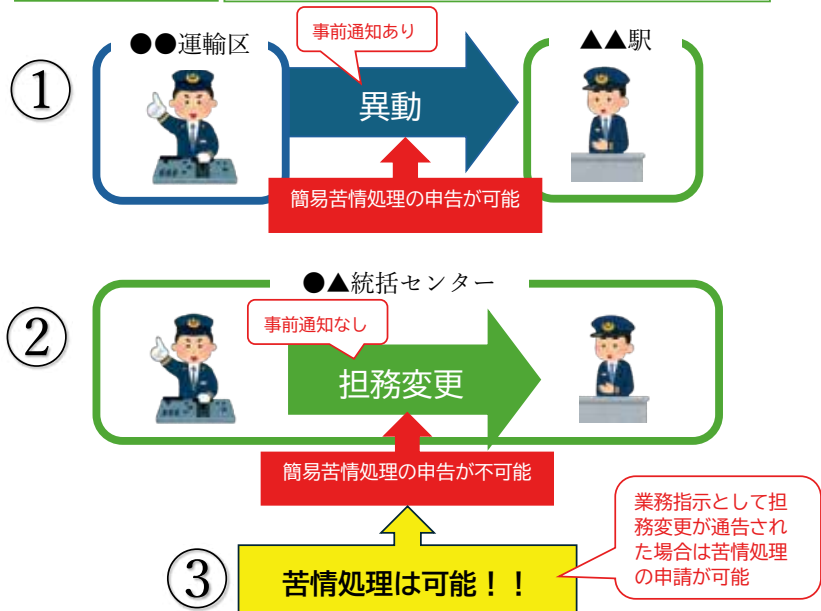 ●●運輸区
事前通知あり
▲▲駅
①
異動
簡易苦情処理の申告が可能
●▲統括センター
②
事前通知なし
担務変更
簡易苦情処理の申告が不可能
業務指示として担
務変更が通告され
た場合は苦情処理
の申請が可能
③
苦情処理は可能！！